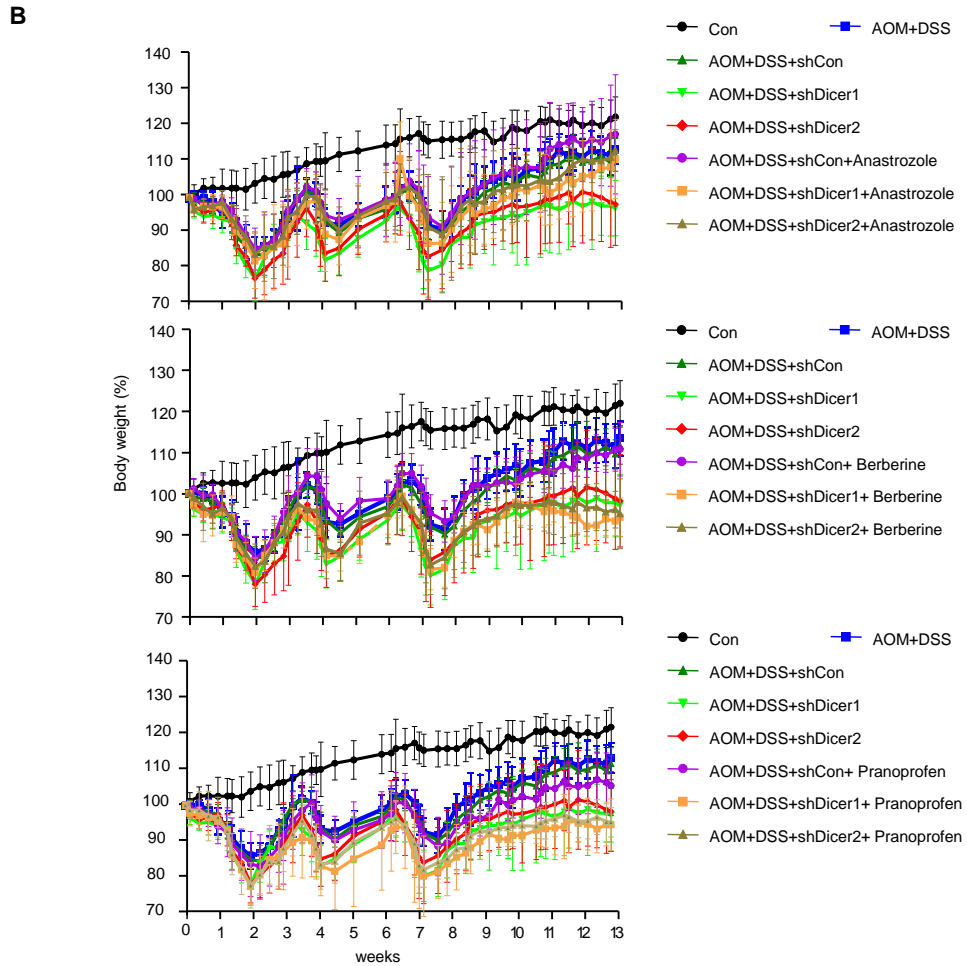 B
Con AOM+DSS
AOM+DSS+shCon
AOM+DSS+shDicer1
AOM+DSS+shDicer2
AOM+DSS+shCon+Anastrozole
AOM+DSS+shDicer1+Anastrozole
AOM+DSS+shDicer2+Anastrozole
140
130
120
110
100
90
80
70
Con AOM+DSS
AOM+DSS+shCon
AOM+DSS+shDicer1
AOM+DSS+shDicer2
AOM+DSS+shCon+ Berberine
AOM+DSS+shDicer1+ Berberine
AOM+DSS+shDicer2+ Berberine
Body weight (%)
140
130
120
110
100
90
80
70
Con AOM+DSS
AOM+DSS+shCon
AOM+DSS+shDicer1
AOM+DSS+shDicer2
AOM+DSS+shCon+ Pranoprofen
AOM+DSS+shDicer1+ Pranoprofen
AOM+DSS+shDicer2+ Pranoprofen
140
130
120
110
100
90
80
70
0 1 2 3 4 5 6 7 8 9 10 11 12 13
weeks